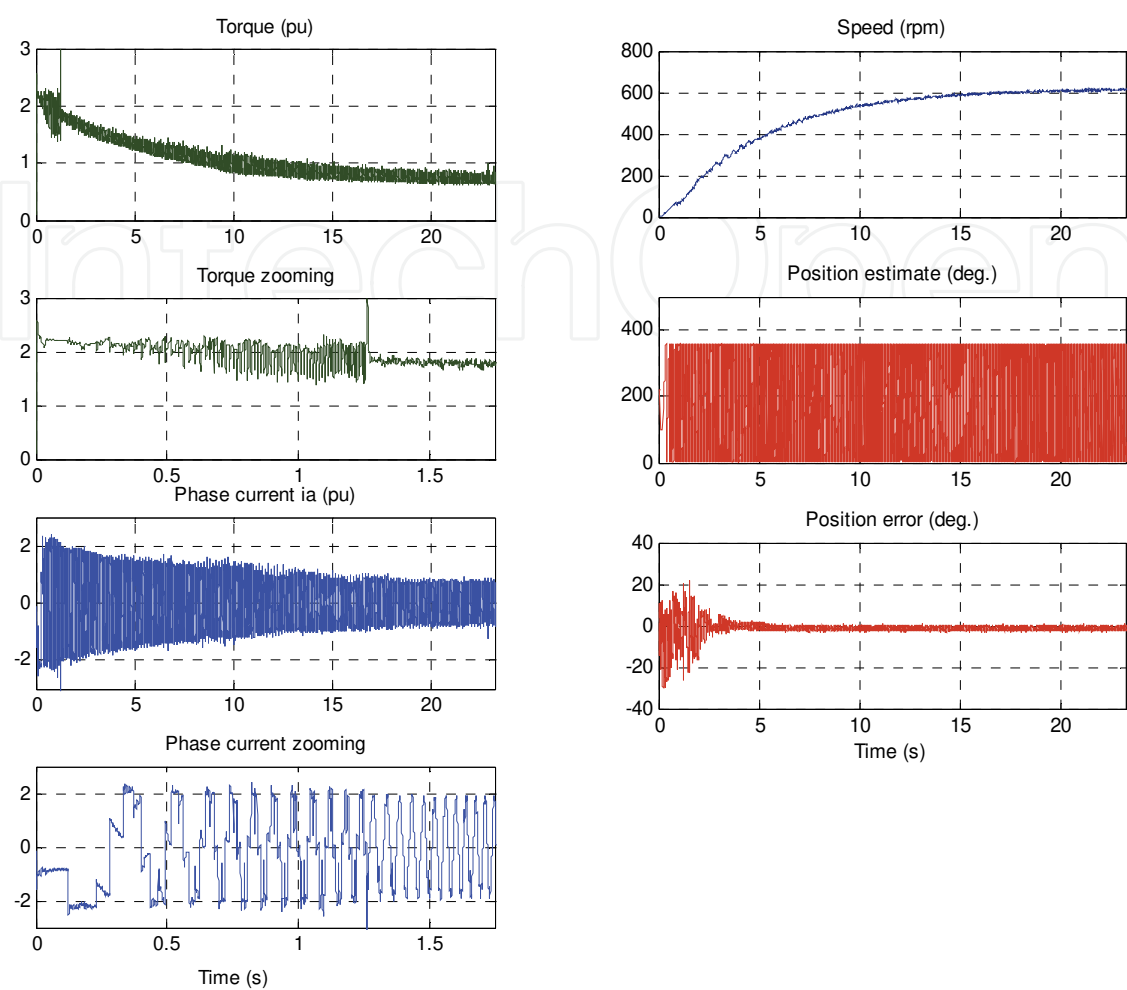 Torque (pu)
3
2
1
0
0 5 10 15 20
Torque zooming
3
2
1
0
0 0.5 1 1.5
Phase current ia (pu)
2
0
-2
0 5 10 15 20
Phase current zooming
2
0
-2
0 0.5 1 1.5
Time (s)
Speed (rpm)
800
600
400
200
0
0 5 10 15 20
Position estimate (deg.)
400
200
0
0 5 10 15 20
Position error (deg.)
40
20
0
-20
-40
0 5 10 15 20
Time (s)
IntechOpen